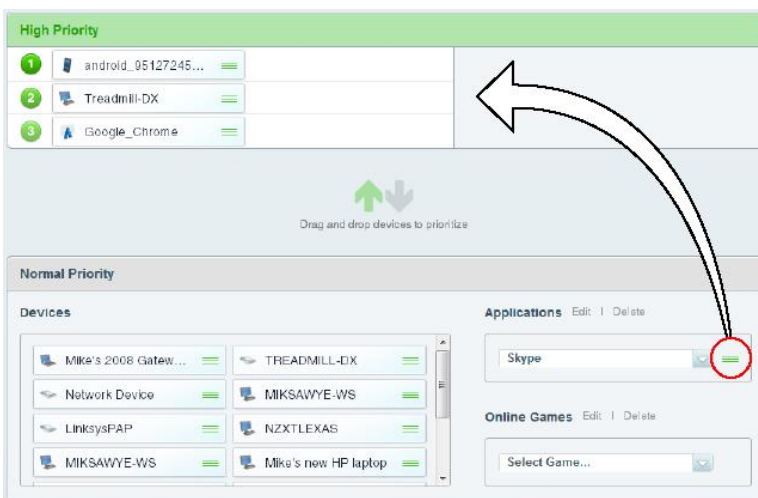 High Priority
1 android_95127245...
2 Treadmill-DX
3 Google_Chrome
Drag and drop devices to prioritize
Normal Priority
Devices
Applications Edit | Delete
Mike's 2008 Gatew... TREADMILL-DX
Skype
Network Device MIKSAWYE-WS
LinksysPAP NZXTLEXAS
Online Games Edit | Delete
MIKSAWYE-WS Mike's new HP laptop
Select Game...